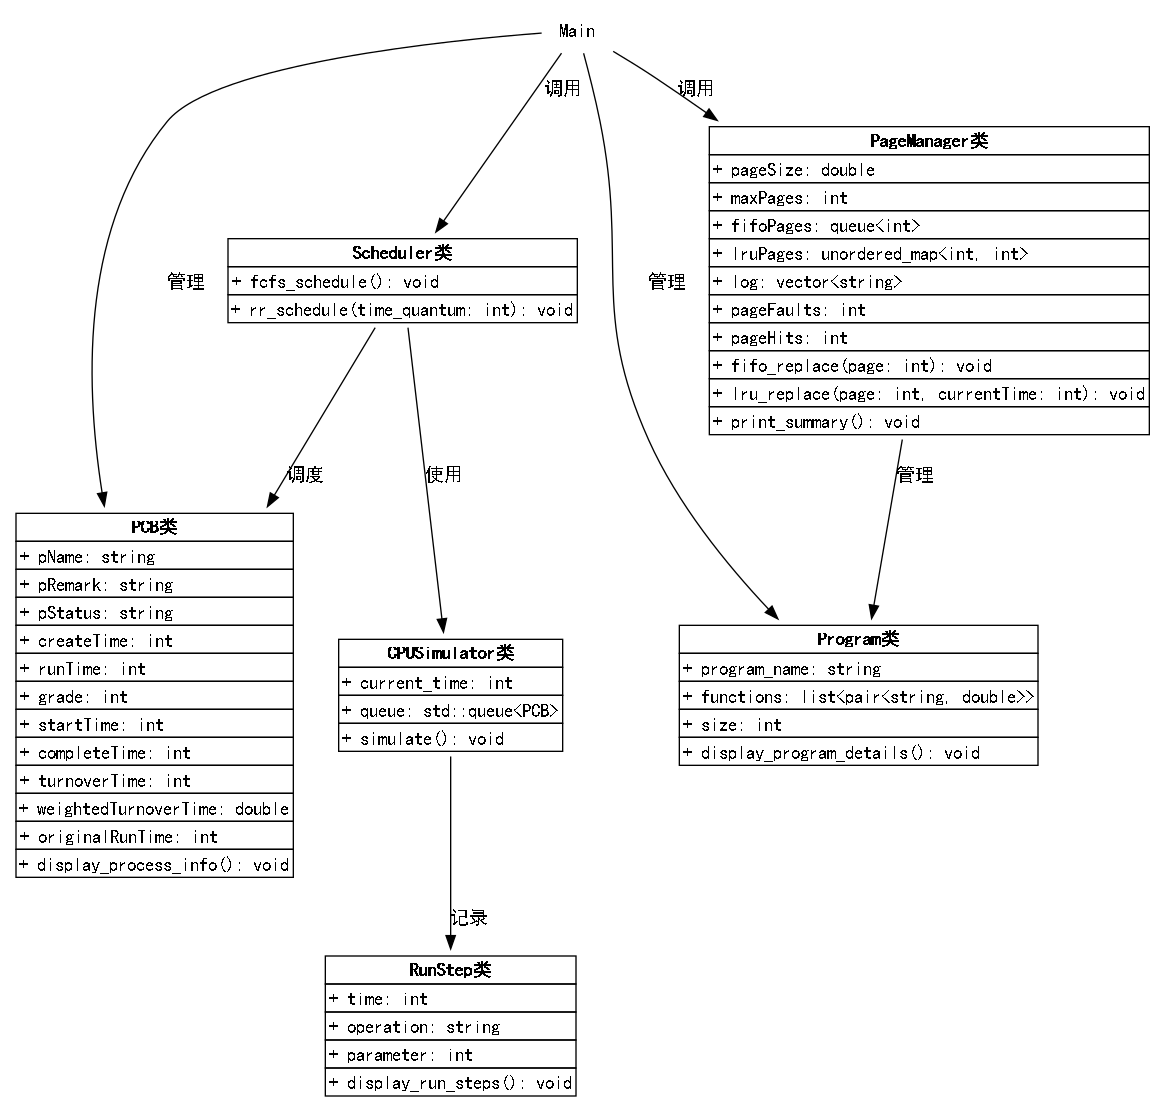 Main
调用
调用
PageManager类
+ pageSize: double
+ maxPages: int
+ fifoPages: queue<int>
+ lruPages: unordered_map<int, int>
+ log: vector<string>
+ pageFaults: int
+ pageHits: int
+ fifo_replace(page: int): void
+ lru_replace(page: int, currentTime: int): void
+ print_summary(): void
Scheduler类
+ fcfs_schedule(): void
+ rr_schedule(time_quantum: int): void
管理
管理
调度
使用
管理
PCB类
+ pName: string
+ pRemark: string
+ pStatus: string
+ createTime: int
+ runTime: int
+ grade: int
+ startTime: int
+ completeTime: int
+ turnoverTime: int
+ weightedTurnoverTime: double
+ originalRunTime: int
+ display_process_info(): void
CPUSimulator类
+ current_time: int
+ queue: std::queue<PCB>
+ simulate(): void
Program类
+ program_name: string
+ functions: list<pair<string, double>>
+ size: int
+ display_program_details(): void
记录
RunStep类
+ time: int
+ operation: string
+ parameter: int
+ display_run_steps(): void